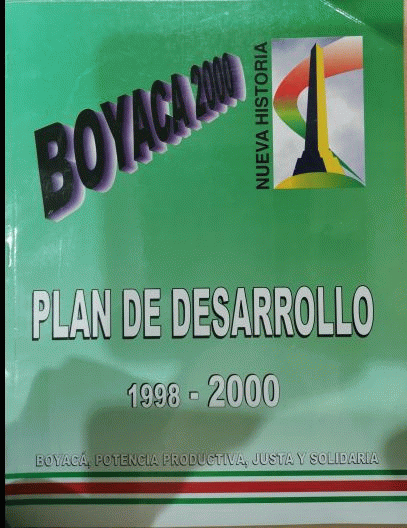 BOYACA 2000
NUEVA HISTORIA
PLAN DE DESARROLLO
1998 - 2000
BOYACÁ, POTENCIA PRODUCTIVA, JUSTA Y SOLIDARIA